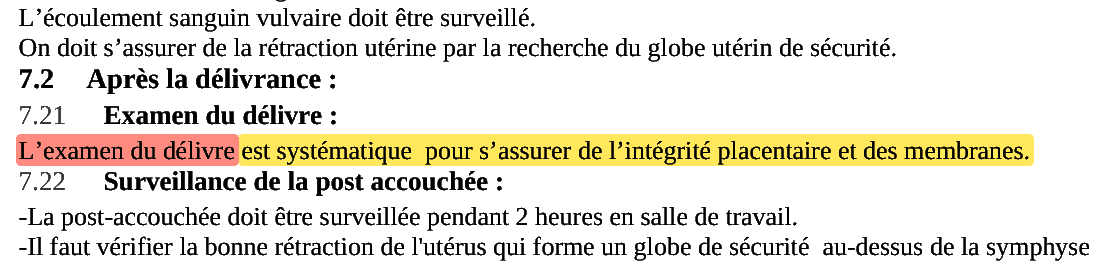 L’écoulement sanguin vulvaire doit être surveillé.
On doit s’assurer de la rétraction utérine par la recherche du globe utérin de sécurité.
7.2 Après la délivrance :
7.21 Examen du délivre :
L’examen du délivre est systématique pour s’assurer de l’intégrité placentaire et des membranes.
7.22 Surveillance de la post accouchée :
-La post-accouchée doit être surveillée pendant 2 heures en salle de travail.
-Il faut vérifier la bonne rétraction de l'utérus qui forme un globe de sécurité au-dessus de la symphyse